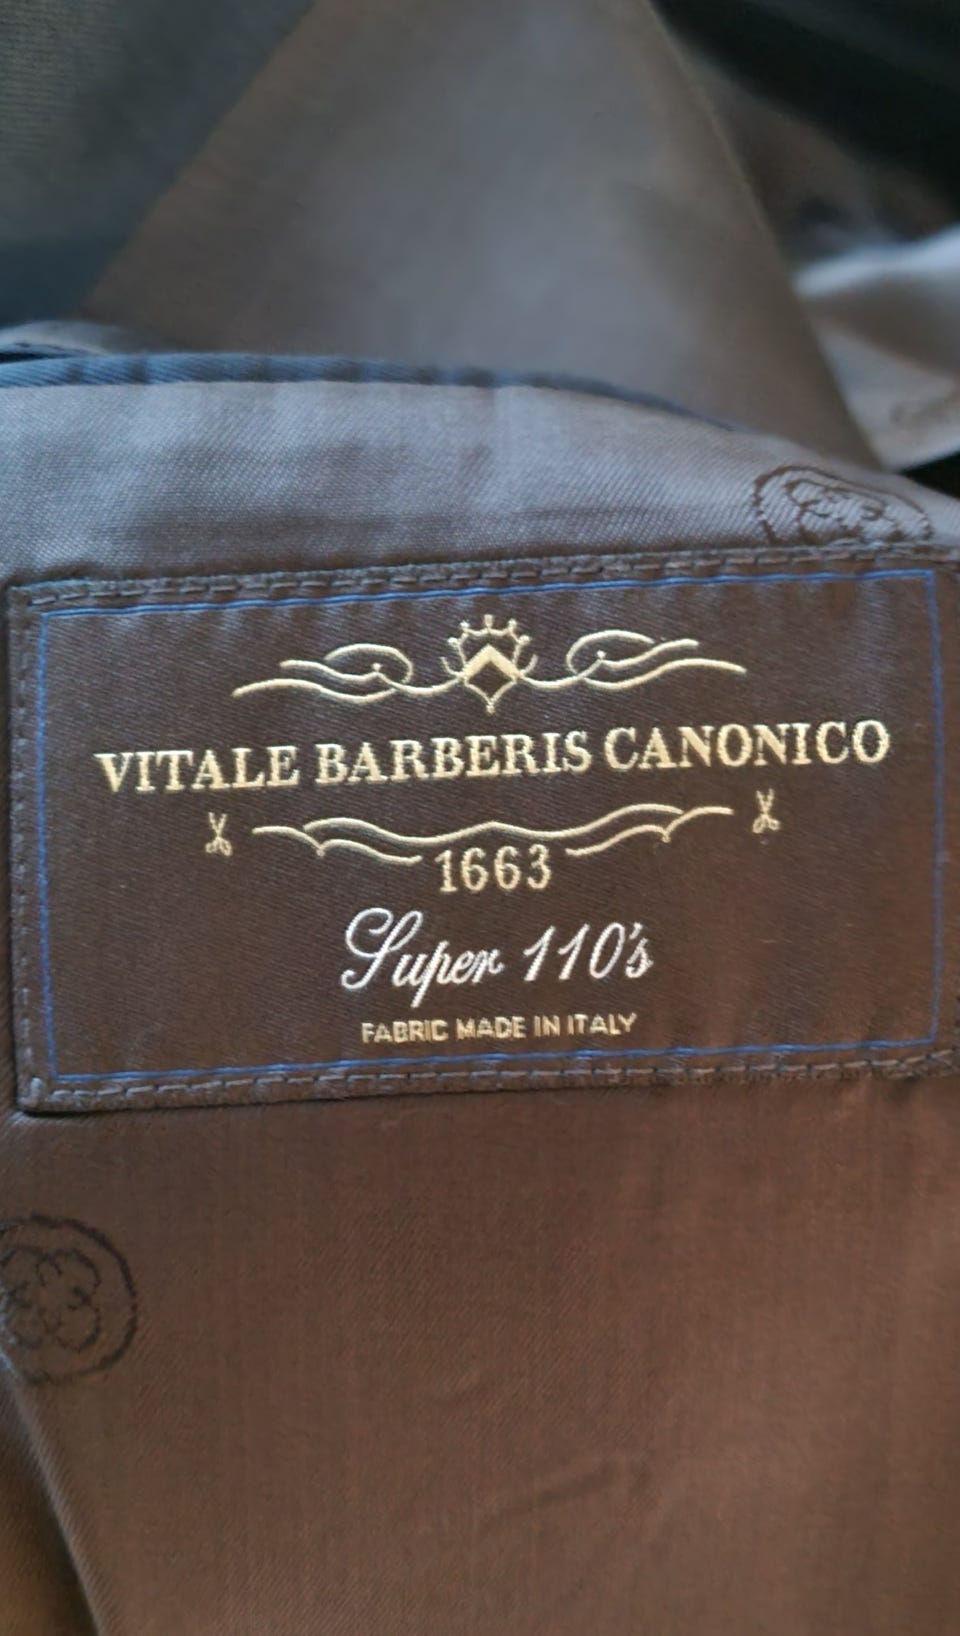 VITALE BARBERIS CANONICO
1663
Super 110's
FABRIC MADE IN ITALY